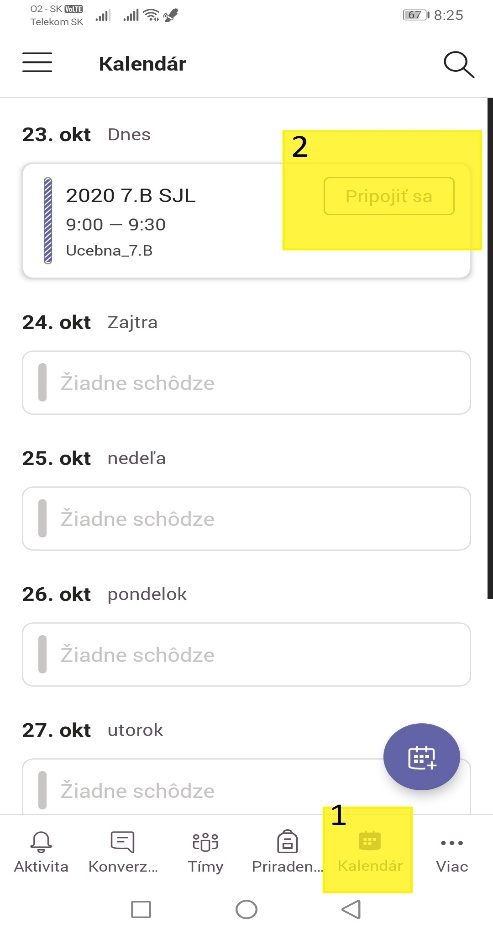 O2 - SK VoLTE
Telekom SK
67
8:25
Kalendár
23. okt Dnes
2
2020 7.B SJL
Pripojiť sa
9:00 — 9:30
Ucebna_7.B
24. okt Zajtra
Žiadne schôdze
25. okt nedeľa
Žiadne schôdze
26. okt pondelok
Žiadne schôdze
27. okt utorok
Žiadne schôdze
1
Aktivita Konverz... Tímy Priraden... Kalendár Viac